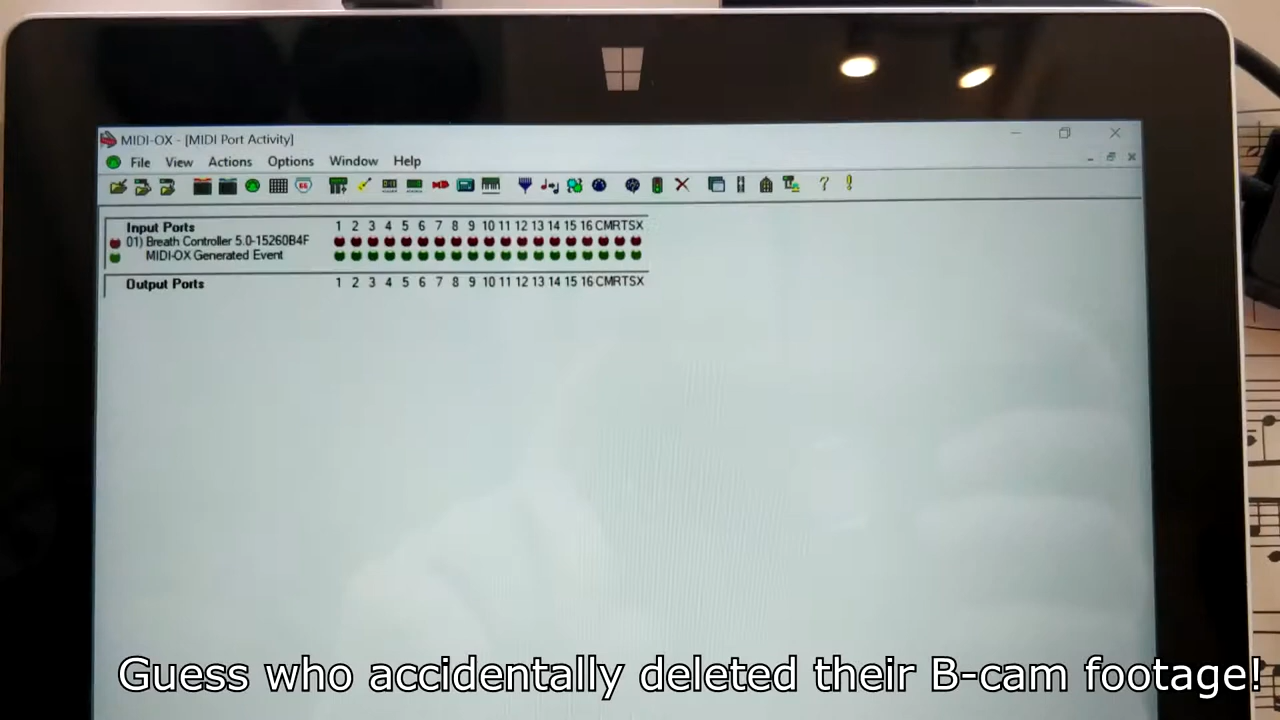 MIDI-OX - [MIDI Port Activity]
File View Actions Options Window Help
Input Ports 1 2 3 4 5 6 7 8 9 10 11 12 13 14 15 16 CMRTSX
01) Breath Controller 5.0-15260B4F
MIDI-OX Generated Event
Output Ports 1 2 3 4 5 6 7 8 9 10 11 12 13 14 15 16 CMRTSX
Guess who accidentally deleted their B-cam footage!